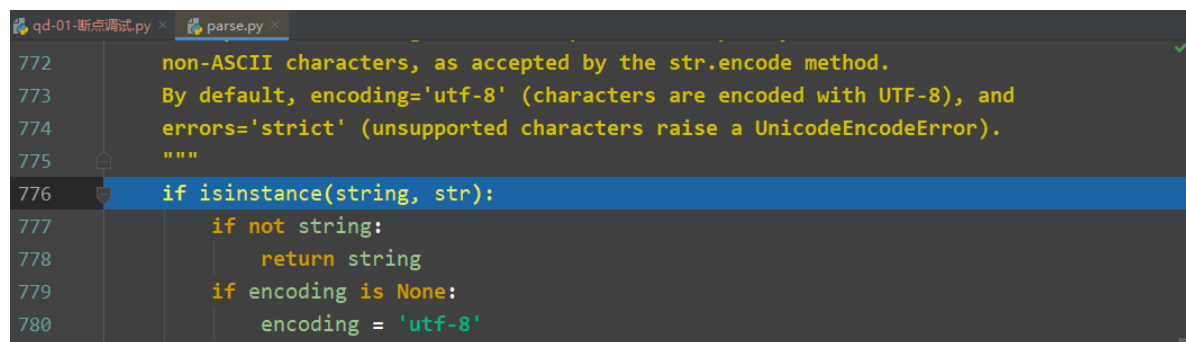 qd-01-断点调试.py × parse.py ×
772 non-ASCII characters, as accepted by the str.encode method.
773 By default, encoding='utf-8' (characters are encoded with UTF-8), and
774 errors='strict' (unsupported characters raise a UnicodeEncodeError).
775 """
776 if isinstance(string, str):
777 if not string:
778 return string
779 if encoding is None:
780 encoding = 'utf-8'